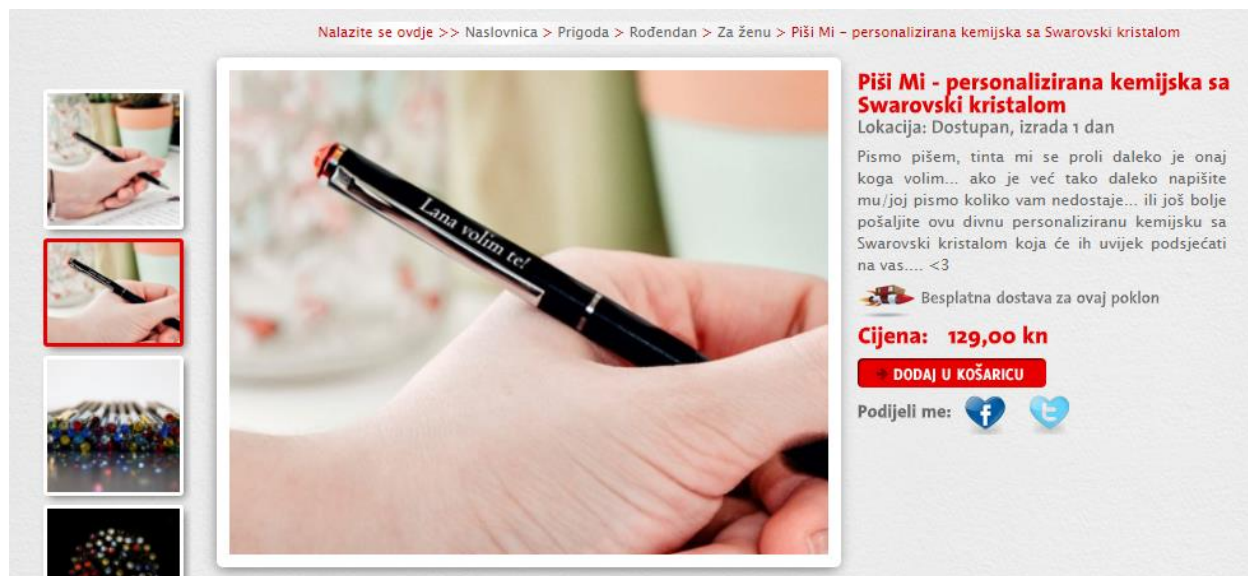 Nalazite se ovdje >> Naslovnica > Prigoda > Rođendan > Za ženu > Piši Mi – personalizirana kemijska sa Swarovski kristalom
Lana volim te!
Piši Mi - personalizirana kemijska sa
Swarovski kristalom
Lokacija: Dostupan, izrada 1 dan
Pismo pišem, tinta mi se proli daleko je onaj
koga volim... ako je već tako daleko napišite
mu/joj pismo koliko vam nedostaje... ili još bolje
pošaljite ovu divnu personaliziranu kemijsku sa
Swarovski kristalom koja će ih uvijek podsjećati
na vas.... <3
Besplatna dostava za ovaj poklon
Cijena: 129,00 kn
DODAJ U KOŠARICU
Podijeli me: